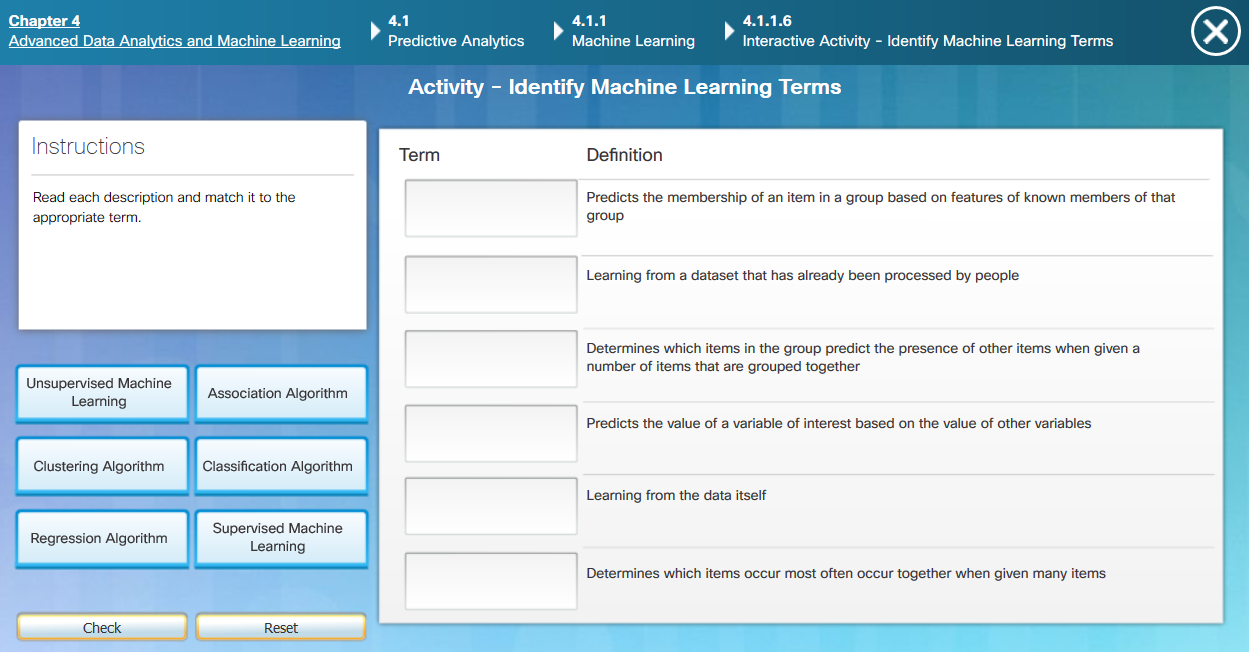 Chapter 4
Advanced Data Analytics and Machine Learning
4.1
Predictive Analytics
4.1.1
Machine Learning
4.1.1.6
Interactive Activity - Identify Machine Learning Terms
Activity - Identify Machine Learning Terms
Instructions
Read each description and match it to the
appropriate term.
Unsupervised Machine
Learning
Association Algorithm
Clustering Algorithm
Classification Algorithm
Regression Algorithm
Supervised Machine
Learning
Check
Reset
Term
Definition
Predicts the membership of an item in a group based on features of known members of that
group
Learning from a dataset that has already been processed by people
Determines which items in the group predict the presence of other items when given a
number of items that are grouped together
Predicts the value of a variable of interest based on the value of other variables
Learning from the data itself
Determines which items occur most often occur together when given many items